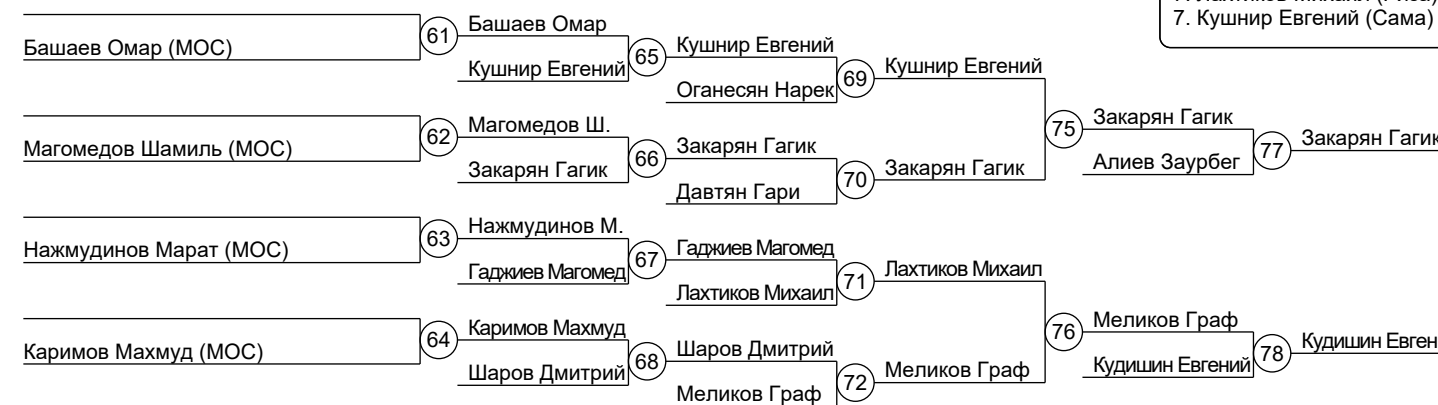 7. Кушнир Евгений (Сама)
61
Башаев Омар
Башаев Омар (МОС)
Кушнир Евгений
65
Кушнир Евгений
Оганесян Нарек
69
Кушнир Евгений
62
Магомедов Ш.
Магомедов Шамиль (МОС)
Закарян Гагик
66
Закарян Гагик
Давтян Гари
70
Закарян Гагик
75
Закарян Гагик
Алиев Заурбег
77
Закарян Гагик
63
Нажмудинов М.
Нажмудинов Марат (МОС)
Гаджиев Магомед
67
Гаджиев Магомед
Лахтиков Михаил
71
Лахтиков Михаил
64
Каримов Махмуд
Каримов Махмуд (МОС)
Шаров Дмитрий
68
Шаров Дмитрий
Меликов Граф
72
Меликов Граф
76
Меликов Граф
Кудишин Евгений
78
Кудишин Евген